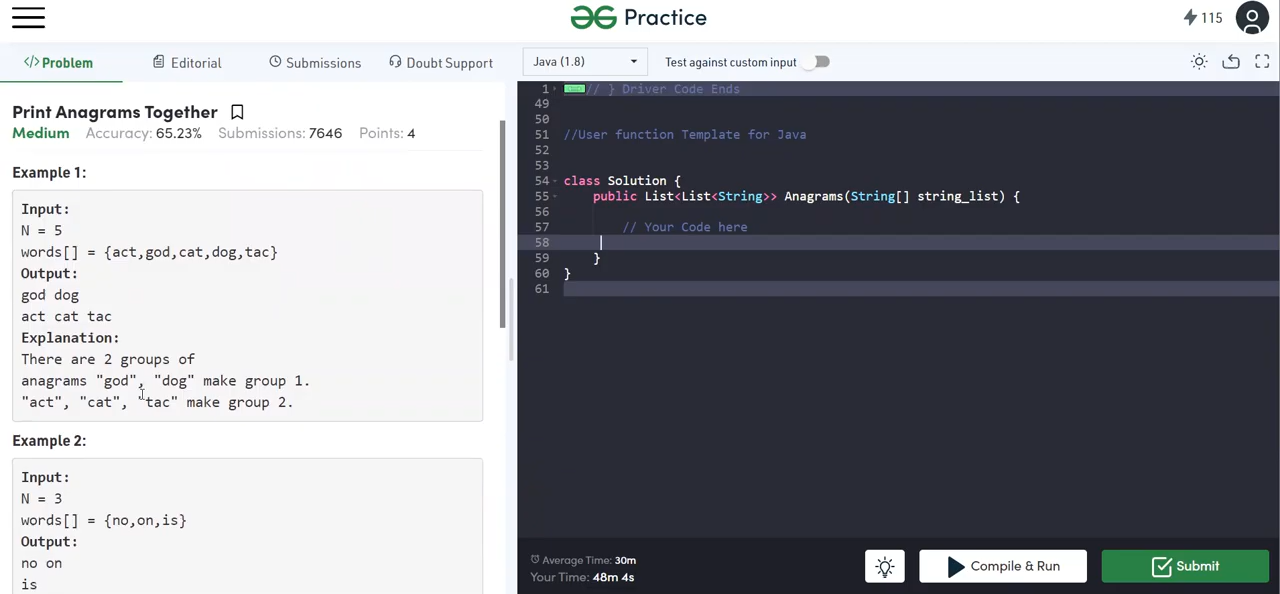 Practice
115
</>Problem
Editorial
Submissions
Doubt Support
Java (1.8)
Test against custom input
Print Anagrams Together
Medium Accuracy: 65.23% Submissions: 7646 Points: 4
Example 1:
Input:
N = 5
words[] = {act,god,cat,dog,tac}
Output:
god dog
act cat tac
Explanation:
There are 2 groups of
anagrams "god", "dog" make group 1.
"act", "cat", "tac" make group 2.
Example 2:
Input:
N = 3
words[] = {no,on,is}
Output:
no on
is
1 // } Driver Code Ends
49
50
51 //User function Template for Java
52
53
54 class Solution {
55 public List<List<String>> Anagrams(String[] string_list) {
56
57 // Your Code here
58
59 }
60 }
61
Average Time: 30m
Your Time: 48m 4s
Compile & Run
Submit